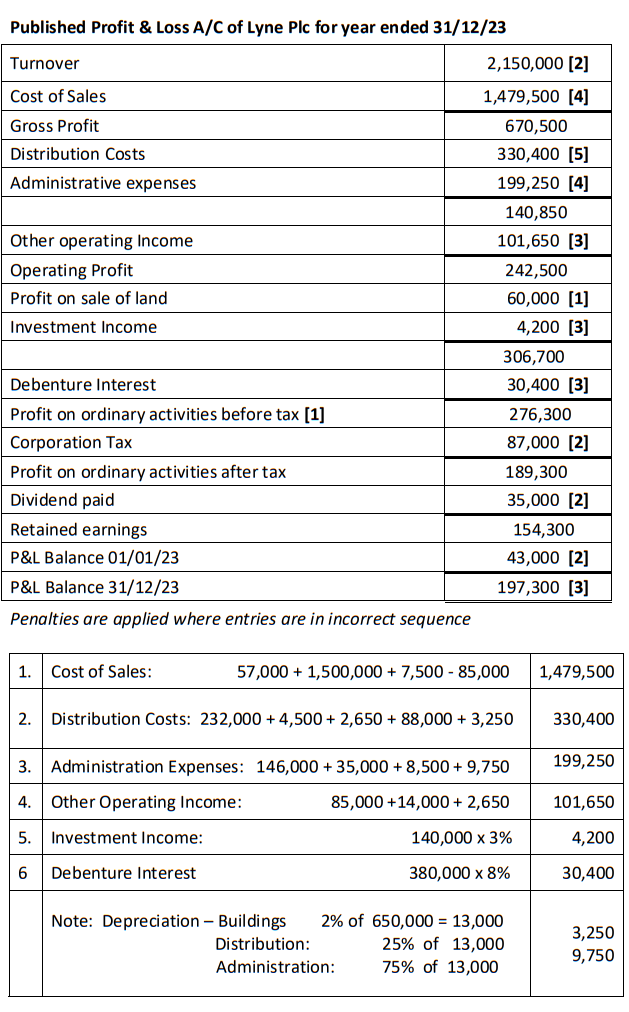 Published Profit & Loss A/C of Lyne Plc for year ended 31/12/23
Turnover 2,150,000 [2]
Cost of Sales 1,479,500 [4]
Gross Profit 670,500
Distribution Costs 330,400 [5]
Administrative expenses 199,250 [4]
140,850
Other operating Income 101,650 [3]
Operating Profit 242,500
Profit on sale of land 60,000 [1]
Investment Income 4,200 [3]
306,700
Debenture Interest 30,400 [3]
Profit on ordinary activities before tax [1] 276,300
Corporation Tax 87,000 [2]
Profit on ordinary activities after tax 189,300
Dividend paid 35,000 [2]
Retained earnings 154,300
P&L Balance 01/01/23 43,000 [2]
P&L Balance 31/12/23 197,300 [3]
Penalties are applied where entries are in incorrect sequence
1. Cost of Sales: 57,000 + 1,500,000 + 7,500 - 85,000 1,479,500
2. Distribution Costs: 232,000 + 4,500 + 2,650 + 88,000 + 3,250 330,400
3. Administration Expenses: 146,000 + 35,000 + 8,500 + 9,750 199,250
4. Other Operating Income: 85,000 +14,000 + 2,650 101,650
5. Investment Income: 140,000 x 3% 4,200
6 Debenture Interest 380,000 x 8% 30,400
Note: Depreciation – Buildings 2% of 650,000 = 13,000
Distribution: 25% of 13,000 3,250
Administration: 75% of 13,000 9,750